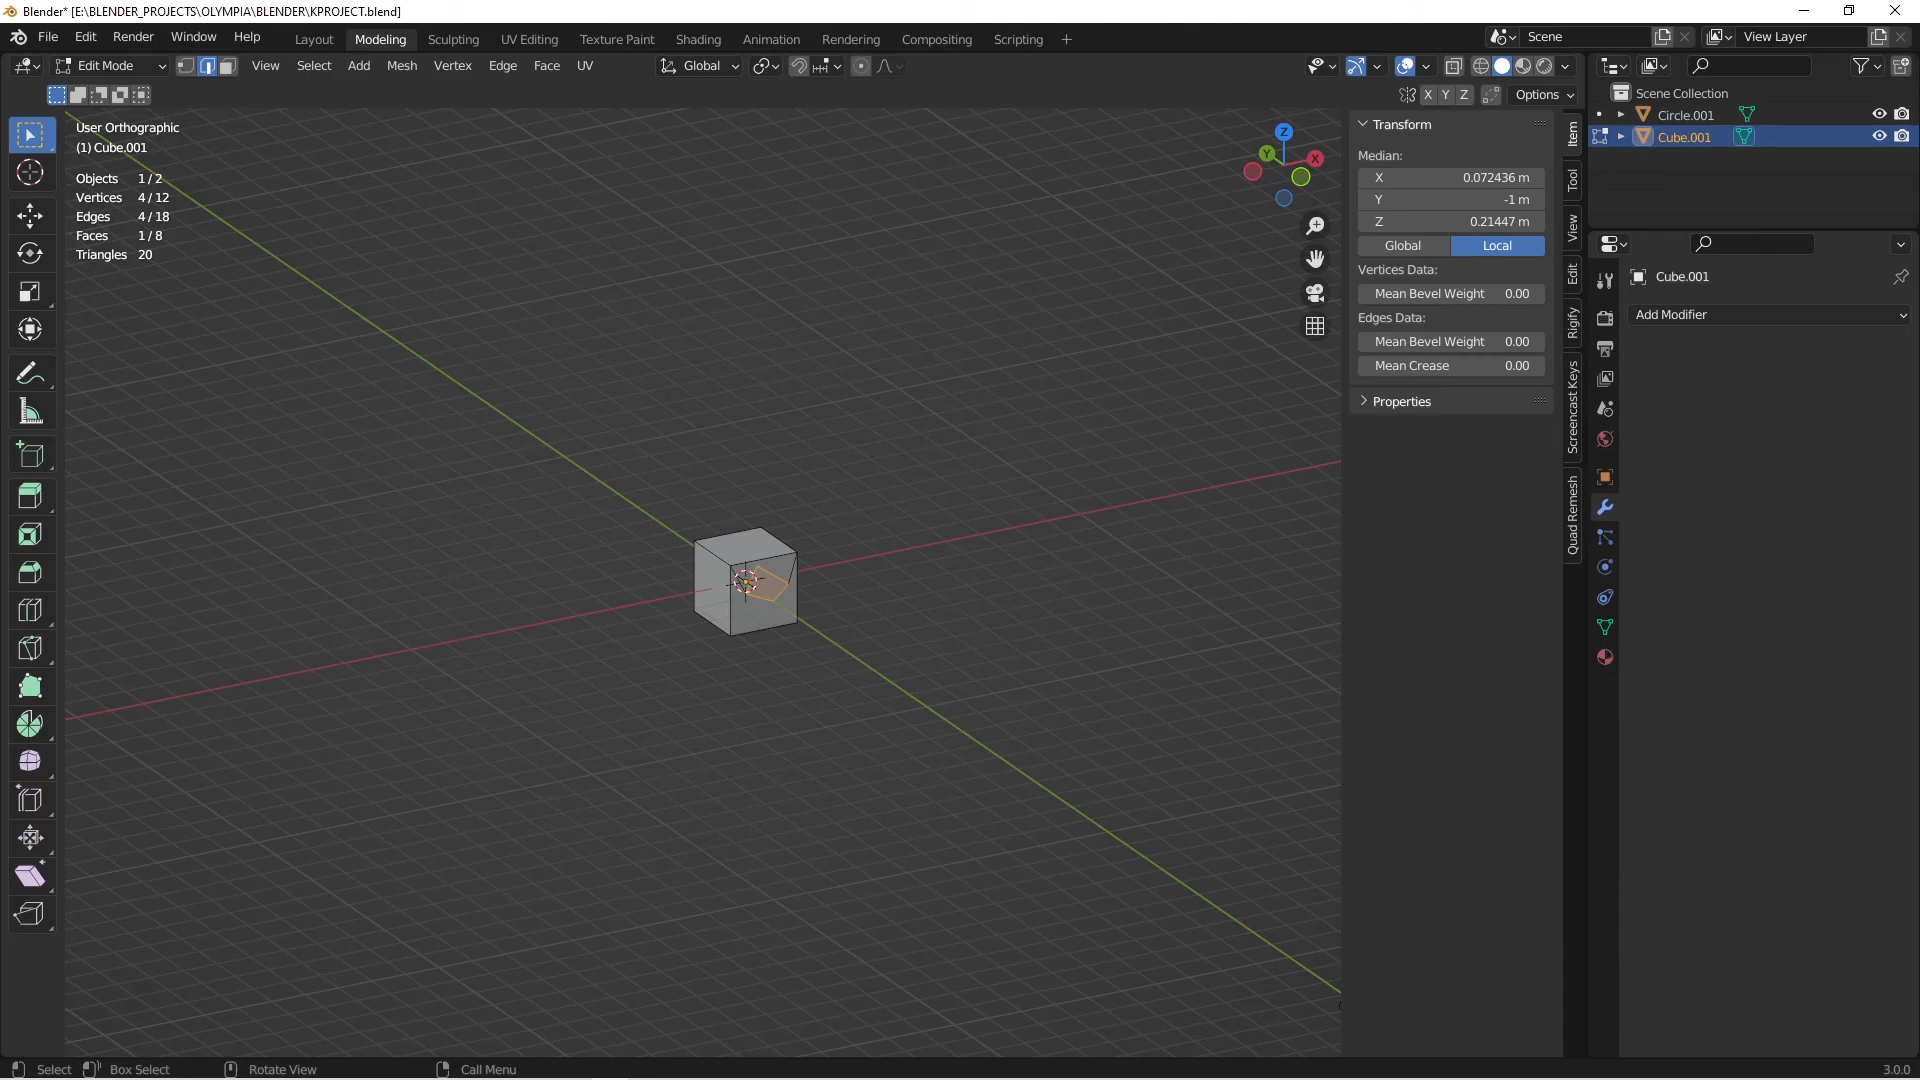 Blender* [E:\BLENDER_PROJECTS\OLYMPIA\BLENDER\KPROJECT.blend]
File Edit Render Window Help Layout Modeling Sculpting UV Editing Texture Paint Shading Animation Rendering Compositing Scripting + Scene View Layer
Edit Mode View Select Add Mesh Vertex Edge Face UV Global
X Y Z Options
User Orthographic
(1) Cube.001
Objects 1 / 2
Vertices 4 / 12
Edges 4 / 18
Faces 1 / 8
Triangles 20
Z
Y
X
Transform
Median:
X 0.072436 m
Y -1 m
Z 0.21447 m
Global Local
Vertices Data:
Mean Bevel Weight 0.00
Edges Data:
Mean Bevel Weight 0.00
Mean Crease 0.00
Properties
Item
Tool
View
Edit
Rigify
Screencast Keys
Quad Remesh
Scene Collection
Circle.001
Cube.001
Cube.001
Add Modifier
Select Box Select Rotate View Call Menu 3.0.0